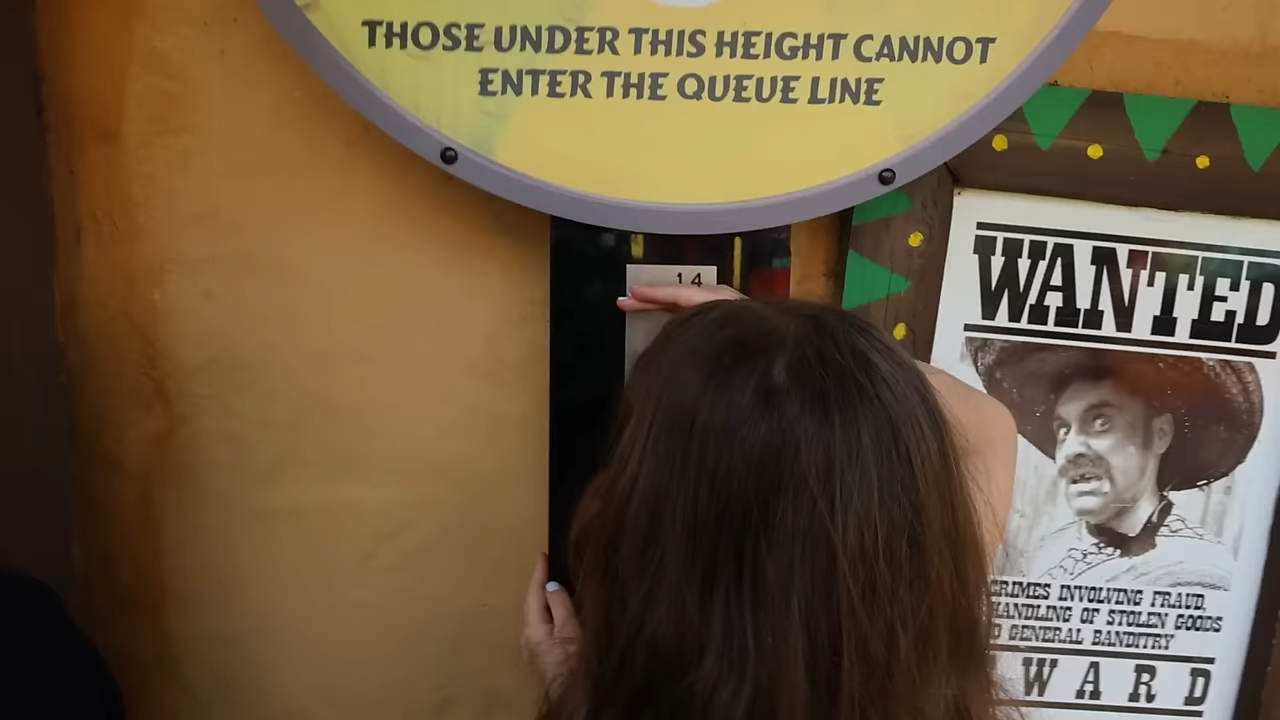 THOSE UNDER THIS HEIGHT CANNOT
ENTER THE QUEUE LINE
14
WANTED
CRIMES INVOLVING FRAUD,
HANDLING OF STOLEN GOODS
GENERAL BANDITRY
WARD